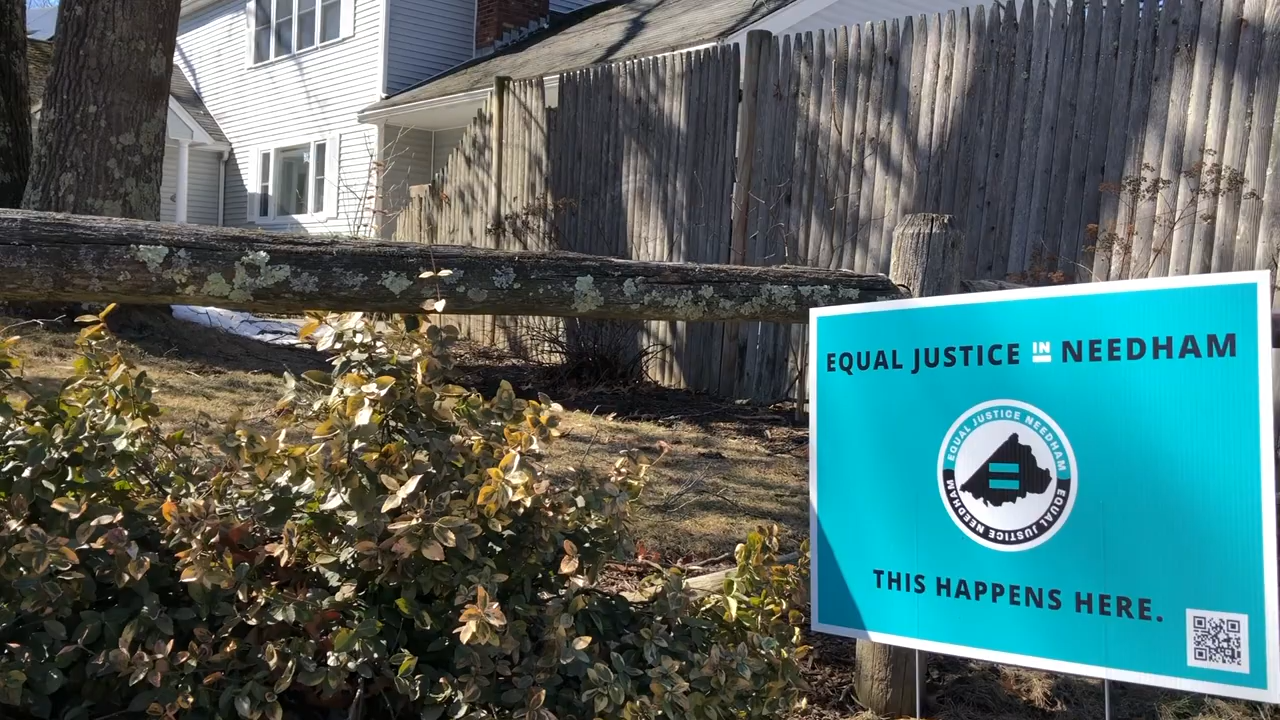 EQUAL JUSTICE IN NEEDHAM
EQUAL JUSTICE NEEDHAM
EQUAL JUSTICE NEEDHAM
THIS HAPPENS HERE.